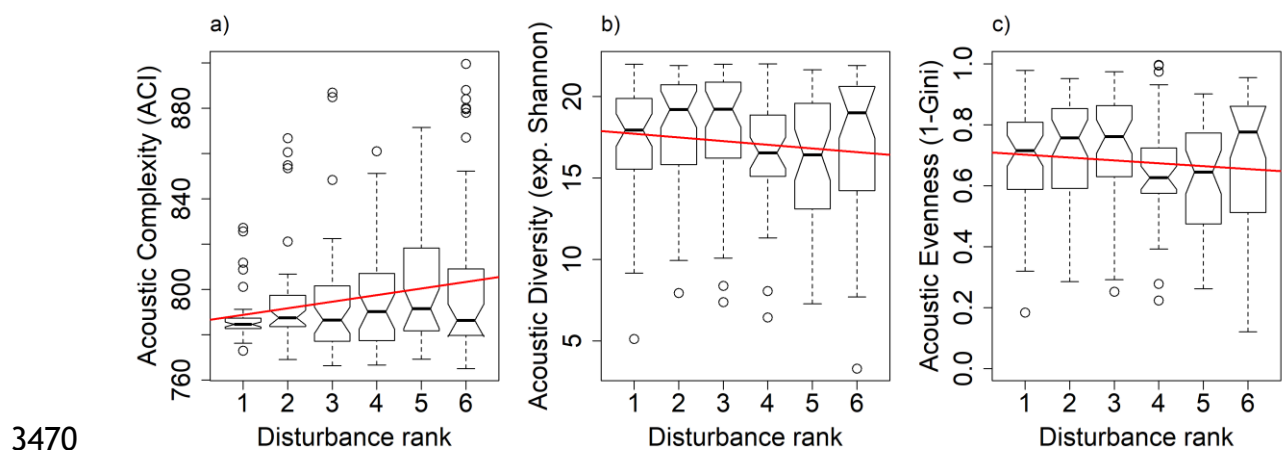 a)
Acoustic Complexity (ACI)
760 800 840 880
1 2 3 4 5 6
Disturbance rank
b)
Acoustic Diversity (exp. Shannon)
5 10 15 20
1 2 3 4 5 6
Disturbance rank
c)
Acoustic Evenness (1-Gini)
0.0 0.2 0.4 0.6 0.8 1.0
1 2 3 4 5 6
Disturbance rank
3470